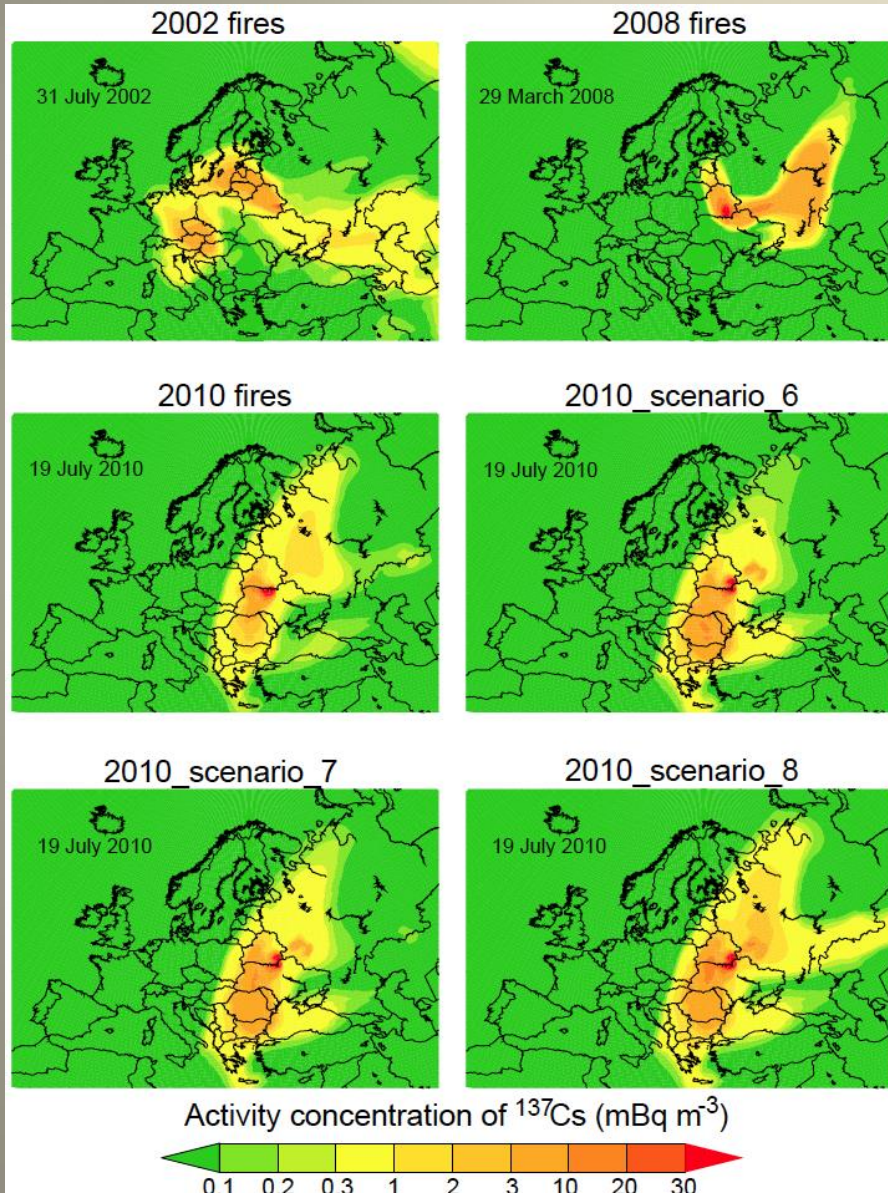 2002 fires
2008 fires
31 July 2002
29 March 2008
2010 fires
2010_scenario_6
19 July 2010
19 July 2010
2010_scenario_7
2010_scenario_8
19 July 2010
19 July 2010
Activity concentration of ¹³⁷Cs (mBq m⁻³)
0.1 0.2 0.3 1 2 3 10 20 30